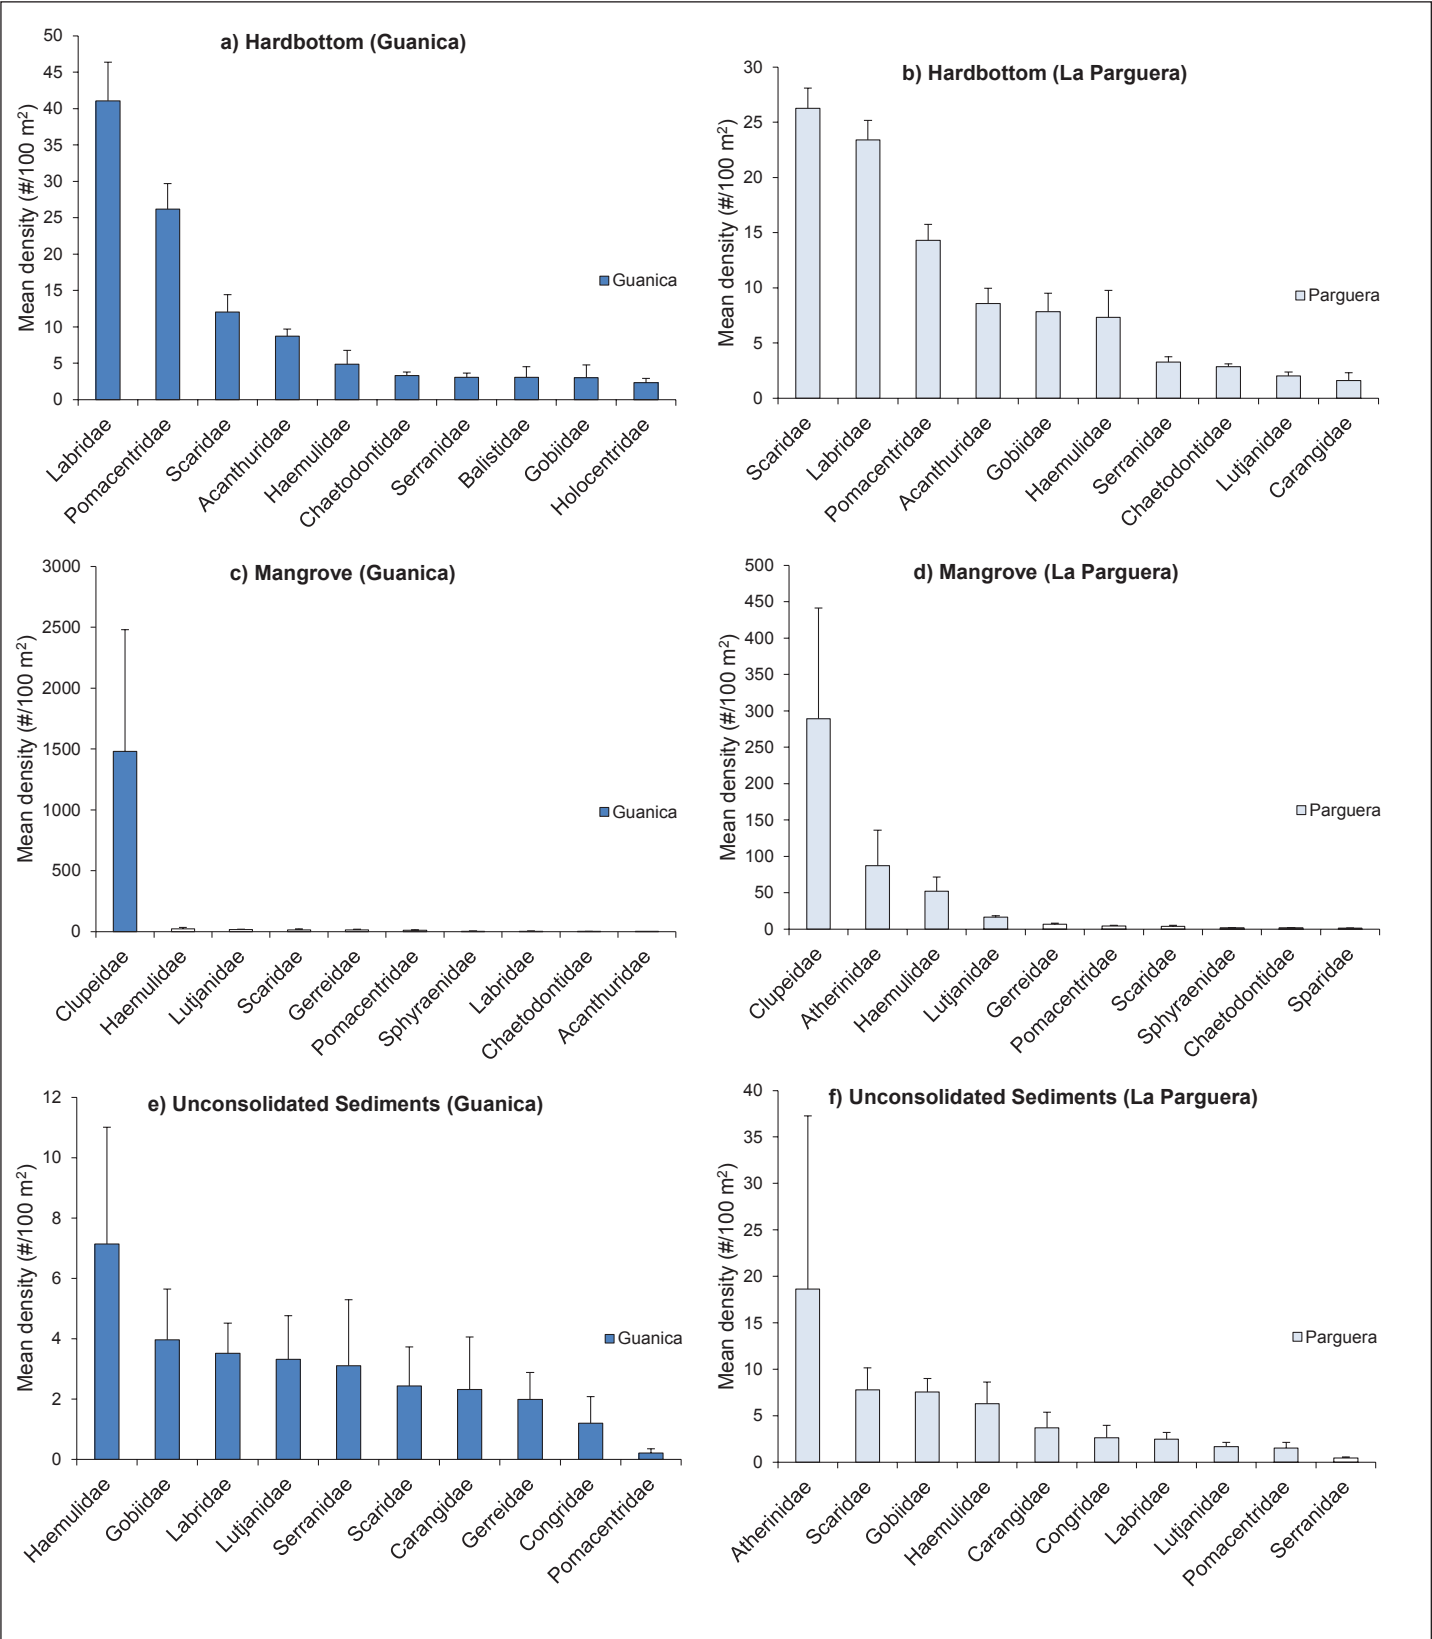 a) Hardbottom (Guanica)
Mean density (#/100 m²)
50
45
40
35
30
25
20
15
10
5
0
Guanica
Labridae
Pomacentridae
Scaridae
Acanthuridae
Haemulidae
Chaetodontidae
Serranidae
Balistidae
Gobiidae
Holocentridae
b) Hardbottom (La Parguera)
Mean density (#/100 m²)
30
25
20
15
10
5
0
Parguera
Scaridae
Labridae
Pomacentridae
Acanthuridae
Gobiidae
Haemulidae
Serranidae
Chaetodontidae
Lutjanidae
Carangidae
c) Mangrove (Guanica)
Mean density (#/100 m²)
3000
2500
2000
1500
1000
500
0
Guanica
Clupeidae
Haemulidae
Lutjanidae
Scaridae
Gerreidae
Pomacentridae
Sphyraenidae
Labridae
Chaetodontidae
Acanthuridae
d) Mangrove (La Parguera)
Mean density (#/100 m²)
500
450
400
350
300
250
200
150
100
50
0
Parguera
Clupeidae
Atherinidae
Haemulidae
Lutjanidae
Gerreidae
Pomacentridae
Scaridae
Sphyraenidae
Chaetodontidae
Sparidae
e) Unconsolidated Sediments (Guanica)
Mean density (#/100 m²)
12
10
8
6
4
2
0
Guanica
Haemulidae
Gobiidae
Labridae
Lutjanidae
Serranidae
Scaridae
Carangidae
Gerreidae
Congridae
Pomacentridae
f) Unconsolidated Sediments (La Parguera)
Mean density (#/100 m²)
40
35
30
25
20
15
10
5
0
Parguera
Atherinidae
Scaridae
Gobiidae
Haemulidae
Carangidae
Congridae
Labridae
Lutjanidae
Pomacentridae
Serranidae